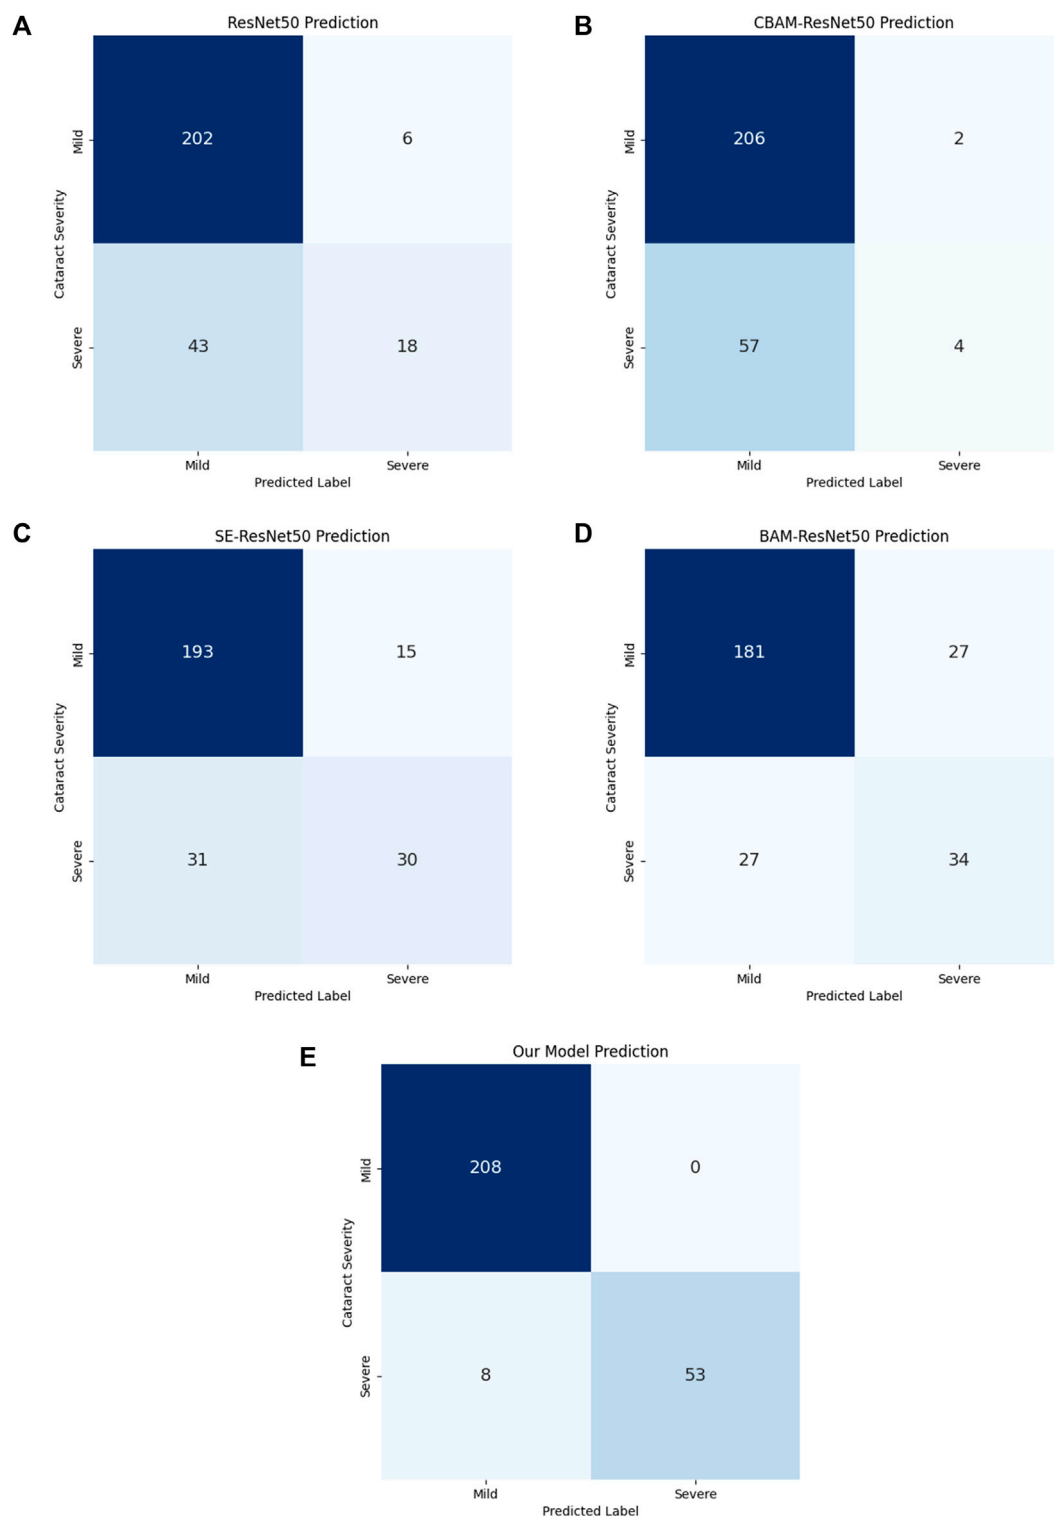 A
ResNet50 Prediction
Mild
202
6
Cataract Severity
Severe
43
18
Mild
Severe
Predicted Label
B
CBAM-ResNet50 Prediction
Mild
206
2
Cataract Severity
Severe
57
4
Mild
Severe
Predicted Label
C
SE-ResNet50 Prediction
Mild
193
15
Cataract Severity
Severe
31
30
Mild
Severe
Predicted Label
D
BAM-ResNet50 Prediction
Mild
181
27
Cataract Severity
Severe
27
34
Mild
Severe
Predicted Label
E
Our Model Prediction
Mild
208
0
Cataract Severity
Severe
8
53
Mild
Severe
Predicted Label